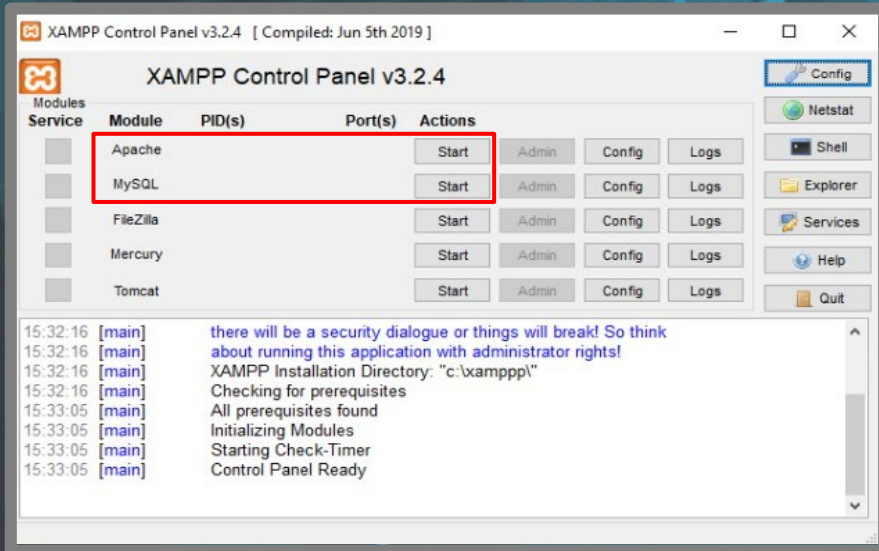 XAMPP Control Panel v3.2.4 [ Compiled: Jun 5th 2019 ]
XAMPP Control Panel v3.2.4
Config
Modules
Service Module PID(s) Port(s) Actions
Netstat
Apache Start Admin Config Logs
Shell
MySQL Start Admin Config Logs
Explorer
FileZilla Start Admin Config Logs
Services
Mercury Start Admin Config Logs
Help
Tomcat Start Admin Config Logs
Quit
15:32:16 [main] there will be a security dialogue or things will break! So think
15:32:16 [main] about running this application with administrator rights!
15:32:16 [main] XAMPP Installation Directory: "c:\xamppp\"
15:32:16 [main] Checking for prerequisites
15:33:05 [main] All prerequisites found
15:33:05 [main] Initializing Modules
15:33:05 [main] Starting Check-Timer
15:33:05 [main] Control Panel Ready